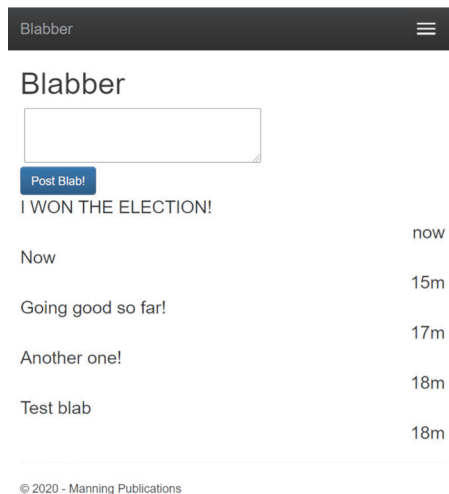 Blabber
Blabber
Post Blab!
I WON THE ELECTION!
now
Now
15m
Going good so far!
17m
Another one!
18m
Test blab
18m
© 2020 - Manning Publications